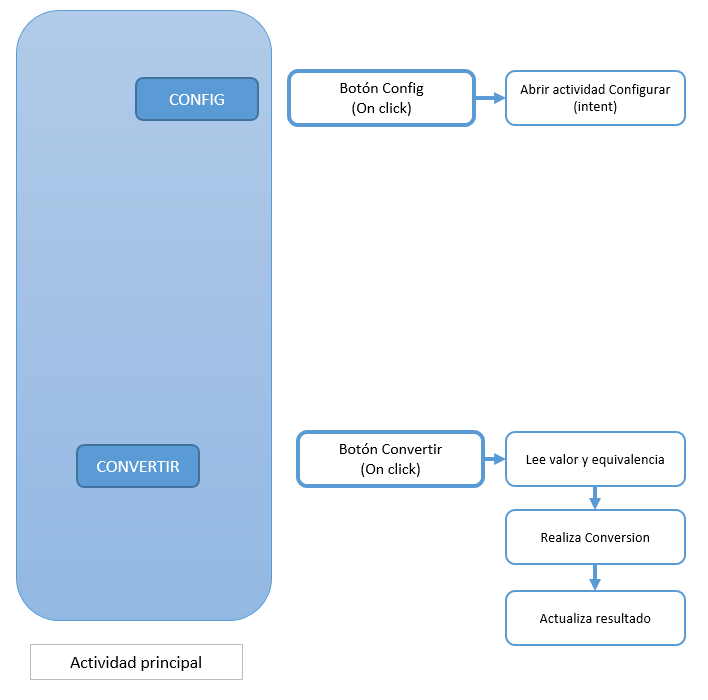 CONFIG
Botón Config
(On click)
Abrir actividad Configurar
(intent)
CONVERTIR
Botón Convertir
(On click)
Lee valor y equivalencia
Realiza Conversion
Actualiza resultado
Actividad principal